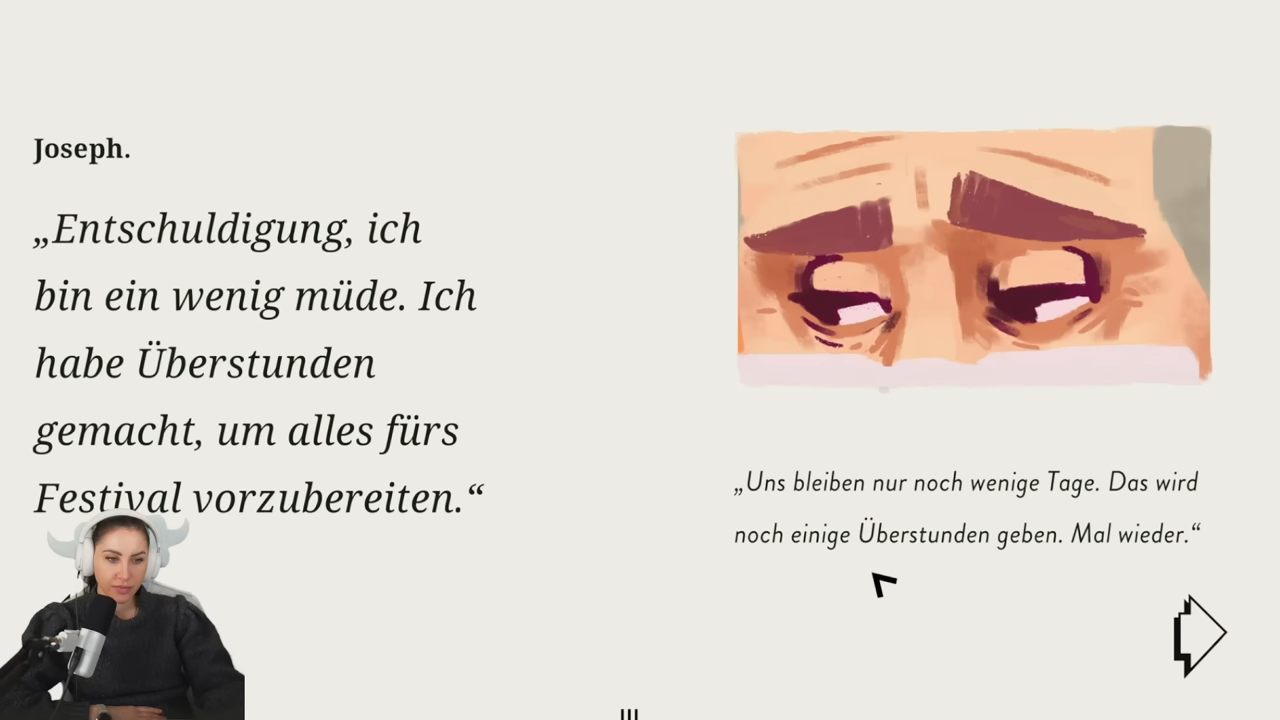 Joseph.
„Entschuldigung, ich
bin ein wenig müde. Ich
habe Überstunden
gemacht, um alles fürs
Festival vorzubereiten.“
„Uns bleiben nur noch wenige Tage. Das wird
noch einige Überstunden geben. Mal wieder.“